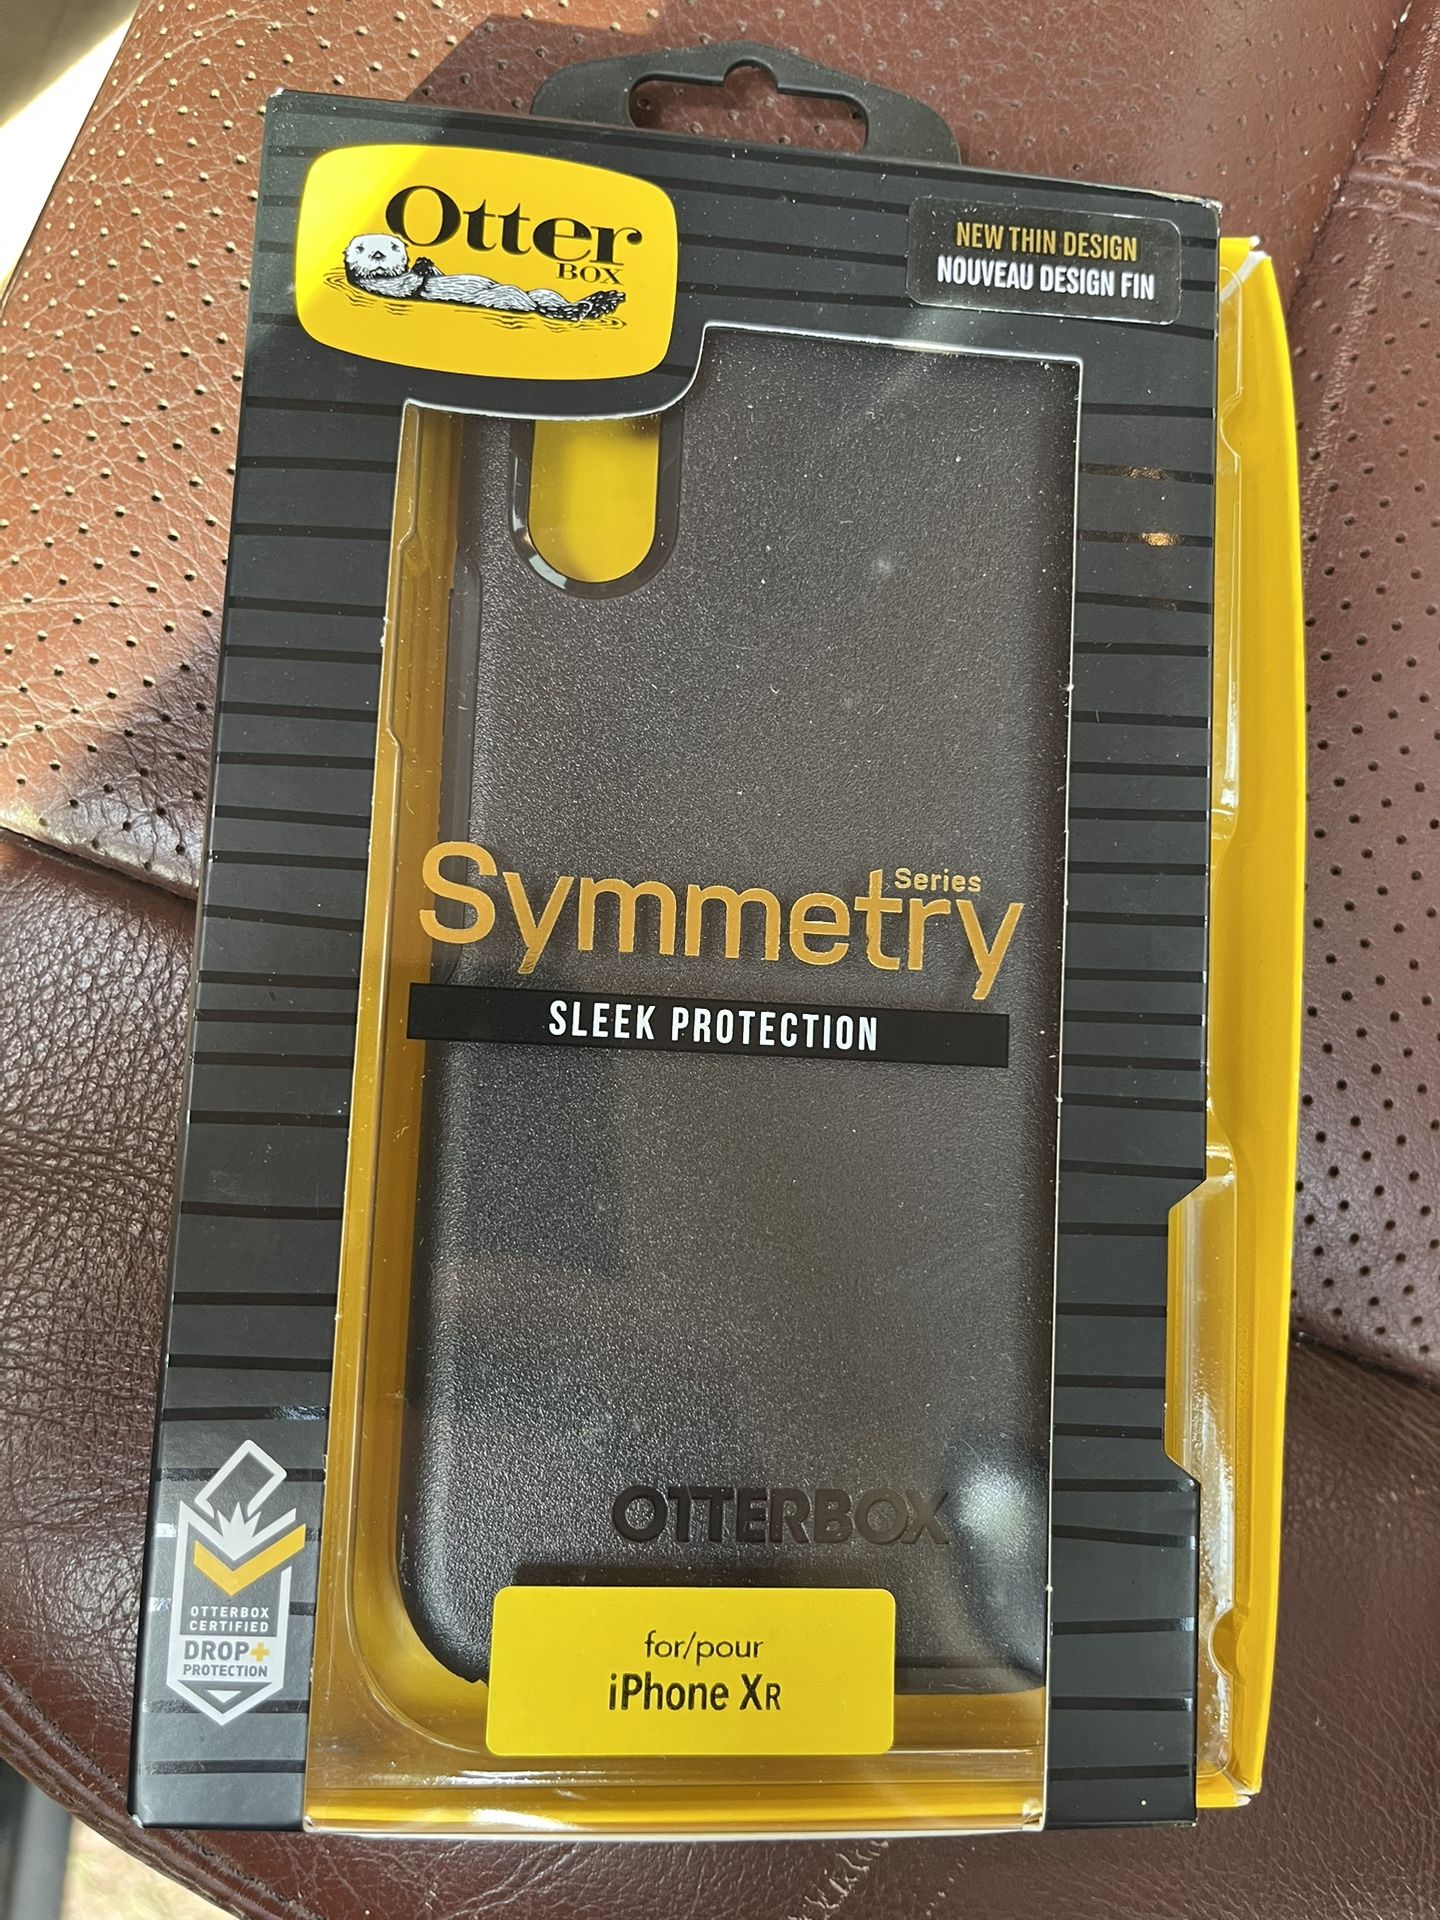 Otter
BOX
NEW THIN DESIGN
NOUVEAU DESIGN FIN
Symmetry Series
SLEEK PROTECTION
OTTERBOX
for/pour
iPhone XR
OTTERBOX
CERTIFIED
DROP+
PROTECTION